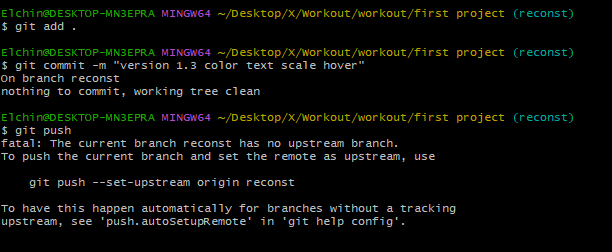 Elchin@DESKTOP-MN3EPRA MINGW64 ~/Desktop/X/Workout/workout/first project (reconst)
$ git add .
Elchin@DESKTOP-MN3EPRA MINGW64 ~/Desktop/X/Workout/workout/first project (reconst)
$ git commit -m "version 1.3 color text scale hover"
On branch reconst
nothing to commit, working tree clean
Elchin@DESKTOP-MN3EPRA MINGW64 ~/Desktop/X/Workout/workout/first project (reconst)
$ git push
fatal: The current branch reconst has no upstream branch.
To push the current branch and set the remote as upstream, use
    git push --set-upstream origin reconst
To have this happen automatically for branches without a tracking
upstream, see 'push.autoSetupRemote' in 'git help config'.